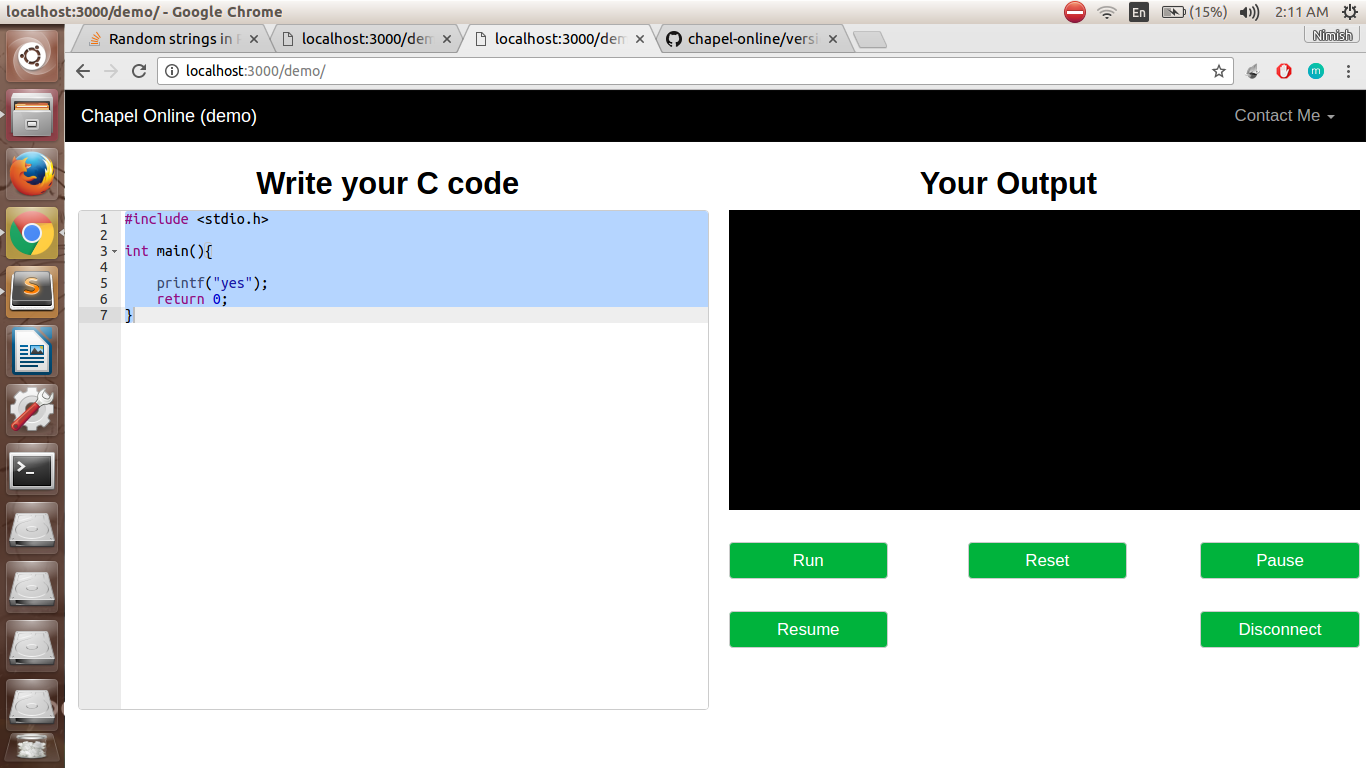 localhost:3000/demo/ - Google Chrome
En
(15%)
2:11 AM
Random strings in
localhost:3000/dem
localhost:3000/dem
chapel-online/versi
Nimish
localhost:3000/demo/
m
Chapel Online (demo)
Contact Me
Write your C code
Your Output
1 #include <stdio.h>
2
3 int main(){
4
5 printf("yes");
6 return 0;
7 }
Run
Reset
Pause
Resume
Disconnect